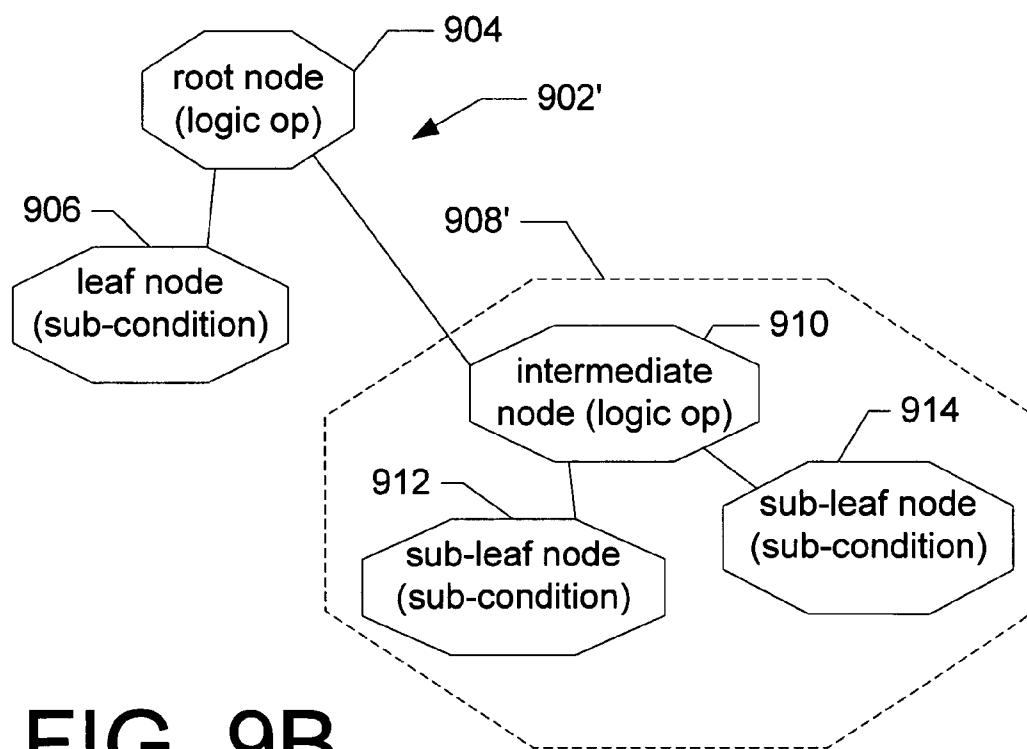 904
root node
(logic op)
902'
906
908'
leaf node
(sub-condition)
910
intermediate
node (logic op)
914
912
sub-leaf node
(sub-condition)
sub-leaf node
(sub-condition)
FIG. 9B